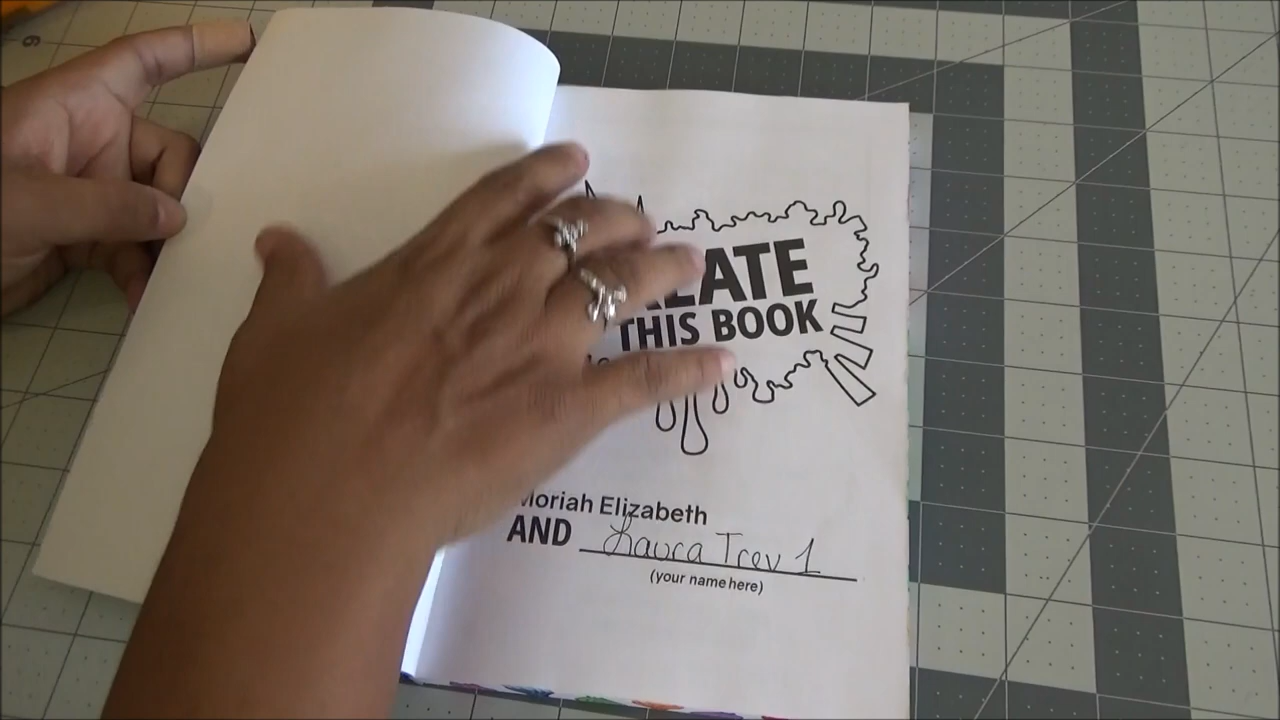 THIS BOOK
Moriah Elizabeth
AND Laura Trev 1
(your name here)